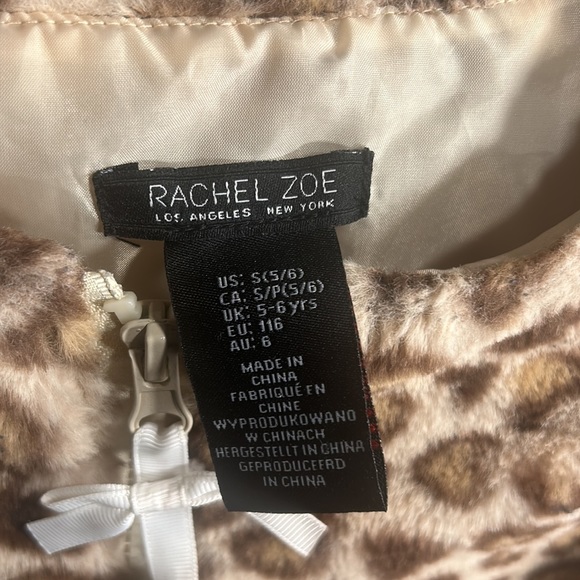 RACHEL ZOE
LOS ANGELES NEW YORK
US: S(5/6)
CA: S/P(5/6)
UK: 5-6 yrs
EU: 116
AU: 6
MADE IN
CHINA
FABRIQUÉ EN
CHINE
WYPRODUKOWANO
W CHINACH
HERGESTELLT IN CHINA
GEPRODUCEERD
IN CHINA